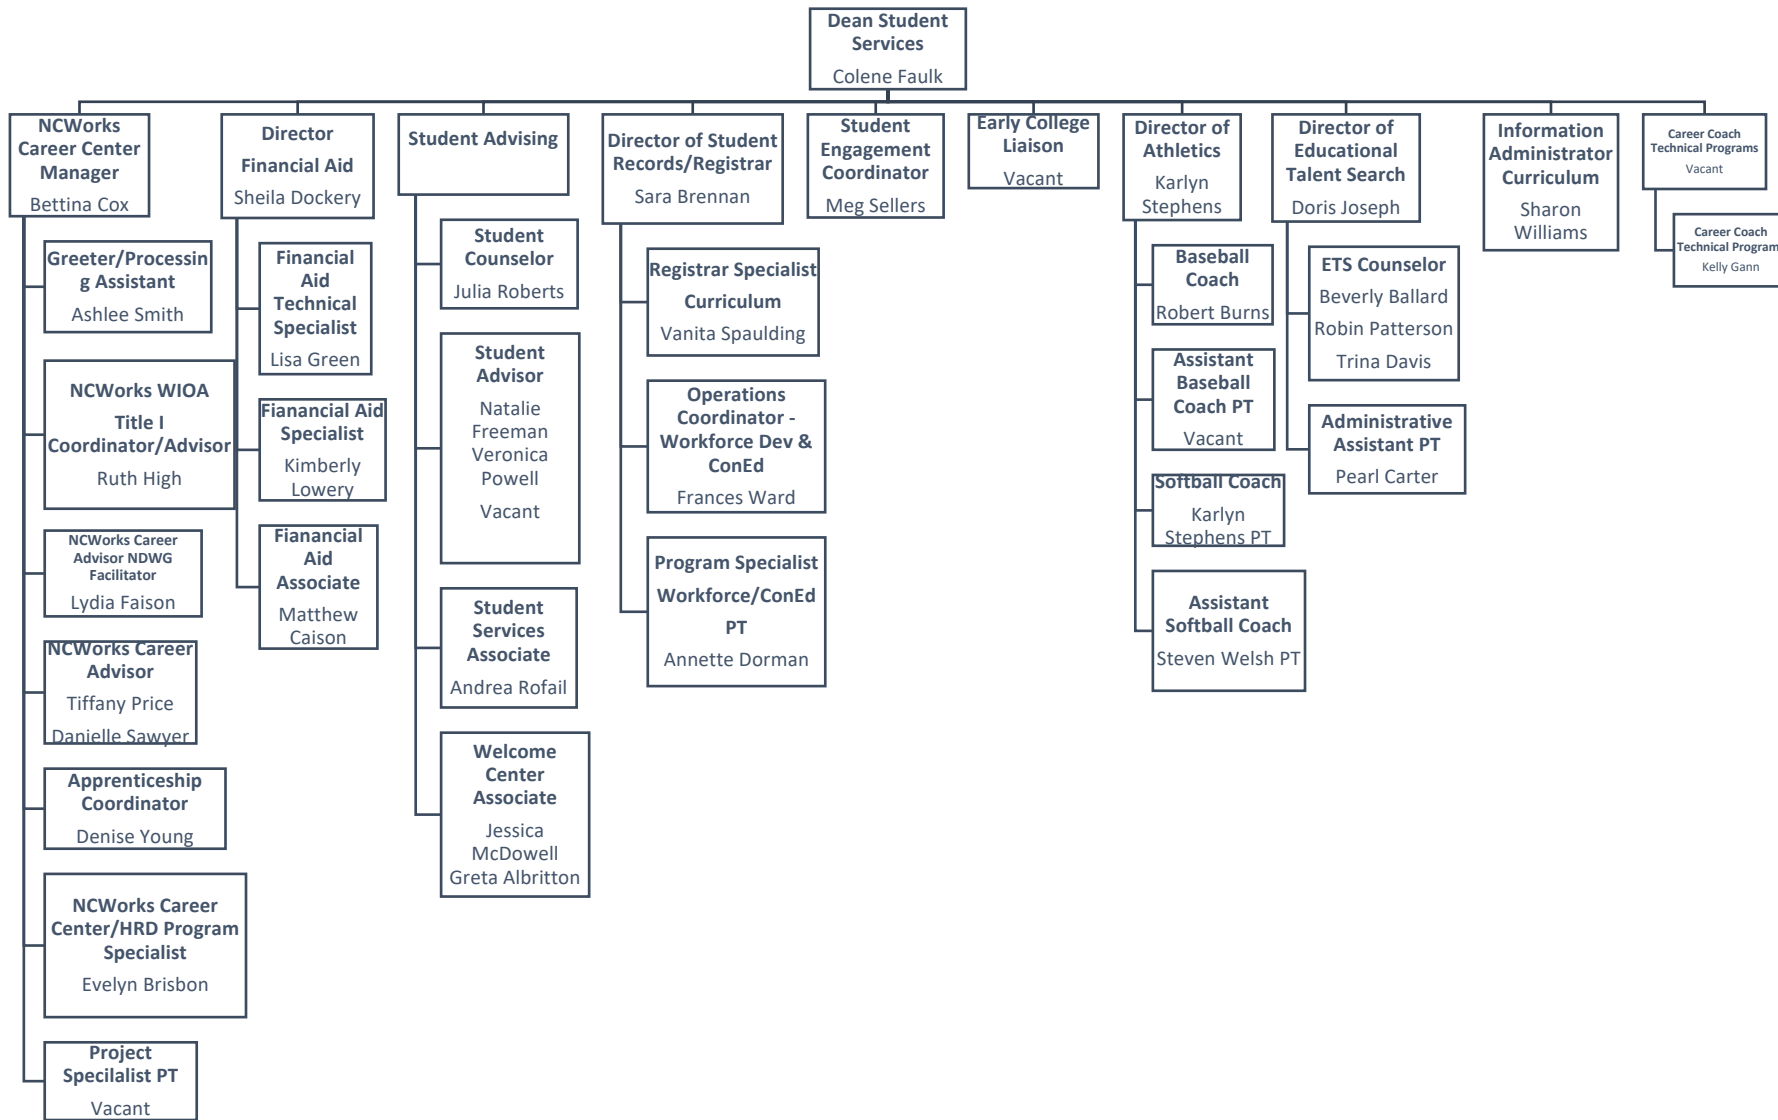 Dean Student
Services
Colene Faulk
NCWorks
Career Center
Manager
Bettina Cox
Greeter/Processin
g Assistant
Ashlee Smith
NCWorks WIOA
Title I
Coordinator/Advisor
Ruth High
NCWorks Career
Advisor NDWG
Facilitator
Lydia Faison
NCWorks Career
Advisor
Tiffany Price
Danielle Sawyer
Apprenticeship
Coordinator
Denise Young
NCWorks Career
Center/HRD Program
Specialist
Evelyn Brisbon
Project
Specilalist PT
Vacant
Director
Financial Aid
Sheila Dockery
Financial
Aid
Technical
Specialist
Lisa Green
Fianancial Aid
Specialist
Kimberly
Lowery
Fianancial
Aid
Associate
Matthew
Caison
Student Advising
Student
Counselor
Julia Roberts
Student
Advisor
Natalie
Freeman
Veronica
Powell
Vacant
Student
Services
Associate
Andrea Rofail
Welcome
Center
Associate
Jessica
McDowell
Greta Albritton
Director of Student
Records/Registrar
Sara Brennan
Registrar Specialist
Curriculum
Vanita Spaulding
Operations
Coordinator -
Workforce Dev &
ConEd
Frances Ward
Program Specialist
Workforce/ConEd
PT
Annette Dorman
Student
Engagement
Coordinator
Meg Sellers
Early College
Liaison
Vacant
Director of
Athletics
Karlyn
Stephens
Baseball
Coach
Robert Burns
Assistant
Baseball
Coach PT
Vacant
Softball Coach
Karlyn
Stephens PT
Assistant
Softball Coach
Steven Welsh PT
Director of
Educational
Talent Search
Doris Joseph
ETS Counselor
Beverly Ballard
Robin Patterson
Trina Davis
Administrative
Assistant PT
Pearl Carter
Information
Administrator
Curriculum
Sharon
Williams
Career Coach
Technical Programs
Vacant
Career Coach
Technical Program
Kelly Gann